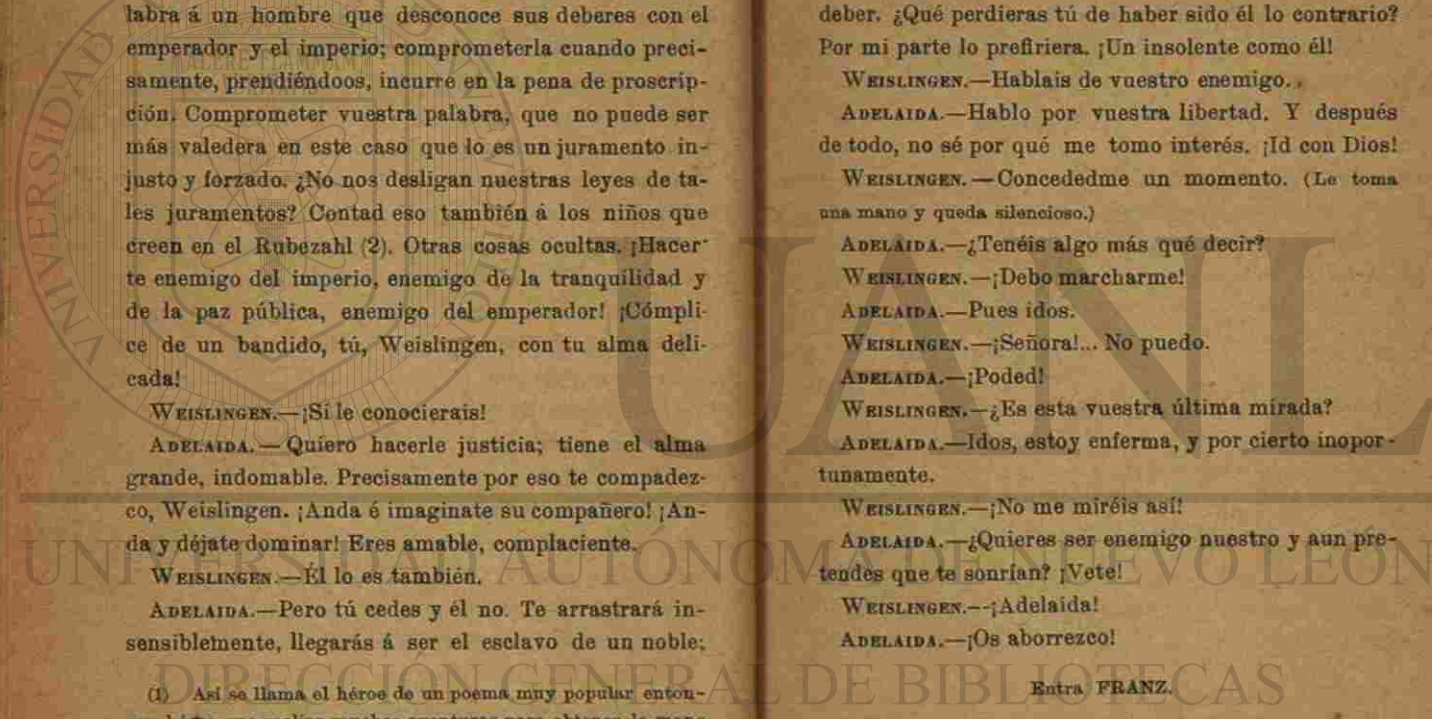 labra á un hombre que desconoce sus deberes con el
emperador y el imperio; comprometerla cuando preci-
samente, prendiéndoos, incurre en la pena de proscrip-
ción. Comprometer vuestra palabra, que no puede ser
más valedera en este caso que lo es un juramento in-
justo y forzado. ¿No nos desligan nuestras leyes de ta-
les juramentos? Contad eso también á los niños que
creen en el Rubezahl (2). Otras cosas ocultas. ¡Hacer-
te enemigo del imperio, enemigo de la tranquilidad y
de la paz pública, enemigo del emperador! ¡Cómpli-
ce de un bandido, tú, Weislingen, con tu alma deli-
cada!
WEISLINGEN.—¡Si le conocierais!
ADELAIDA.—Quiero hacerle justicia; tiene el alma
grande, indomable. Precisamente por eso te compadez-
co, Weislingen. ¡Anda é imaginate su compañero! ¡An-
da y déjate dominar! Eres amable, complaciente.
WEISLINGEN.—Él lo es también.
ADELAIDA.—Pero tú cedes y él no. Te arrastrará in-
sensiblemente, llegarás á ser el esclavo de un noble;
(1) Así se llama el héroe de un poema muy popular enton-
deber. ¿Qué perdieras tú de haber sido él lo contrario?
Por mi parte lo prefiriera. ¡Un insolente como él!
WEISLINGEN.—Hablais de vuestro enemigo.
ADELAIDA.—Hablo por vuestra libertad. Y después
de todo, no sé por qué me tomo interés. ¡Id con Dios!
WEISLINGEN.—Concededme un momento. (Le toma
una mano y queda silencioso.)
ADELAIDA.—¿Tenéis algo más qué decir?
WEISLINGEN.—¡Debo marcharme!
ADELAIDA.—Pues idos.
WEISLINGEN.—¡Señora!... No puedo.
ADELAIDA.—¡Poded!
WEISLINGEN.—¿Es esta vuestra última mirada?
ADELAIDA.—Idos, estoy enferma, y por cierto inopor-
tunamente.
WEISLINGEN.—¡No me miréis así!
ADELAIDA.—¿Quieres ser enemigo nuestro y aun pre-
tendes que te sonrían? ¡Vete!
WEISLINGEN.--¡Adelaida!
ADELAIDA.—¡Os aborrezco!
Entra FRANZ.
UANL
UNIVERSIDAD AUTÓNOMA DE NUEVO LEÓN
DIRECCIÓN GENERAL DE BIBLIOTECAS